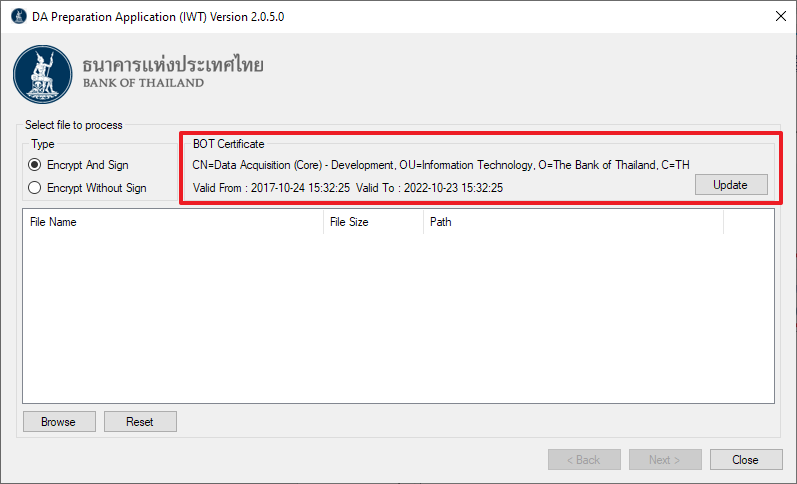 DA Preparation Application (IWT) Version 2.0.5.0
ธนาคารแห่งประเทศไทย
BANK OF THAILAND
Select file to process
Type
Encrypt And Sign
Encrypt Without Sign
BOT Certificate
CN=Data Acquisition (Core) - Development, OU=Information Technology, O=The Bank of Thailand, C=TH
Valid From : 2017-10-24 15:32:25 Valid To : 2022-10-23 15:32:25
Update
File Name File Size Path
Browse Reset
< Back Next > Close